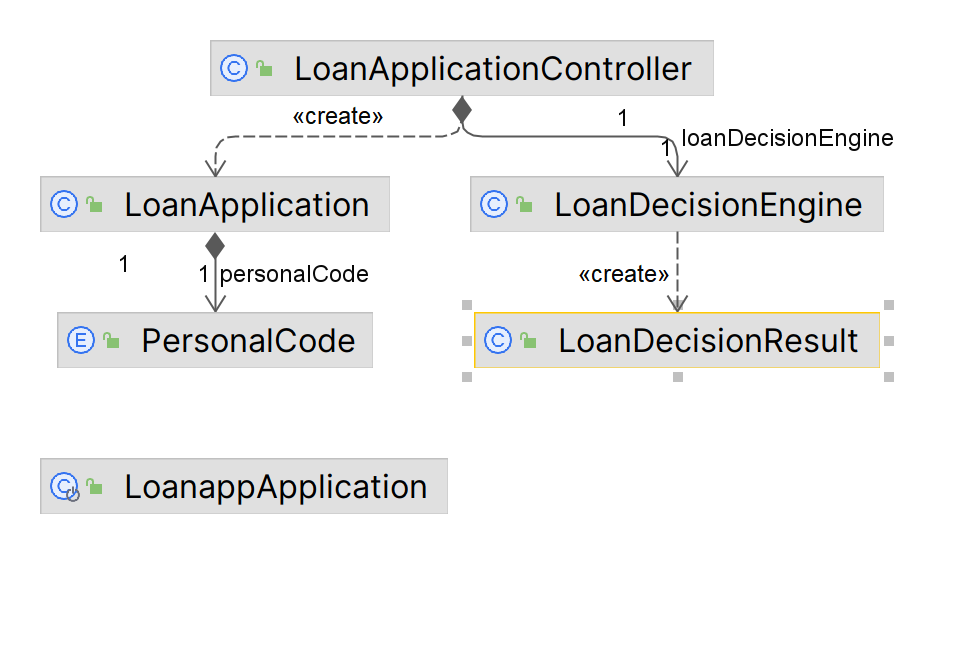 C LoanApplicationController
«create»
1
1 loanDecisionEngine
C LoanApplication
C LoanDecisionEngine
1
1 personalCode
«create»
E PersonalCode
C LoanDecisionResult
C LoanappApplication